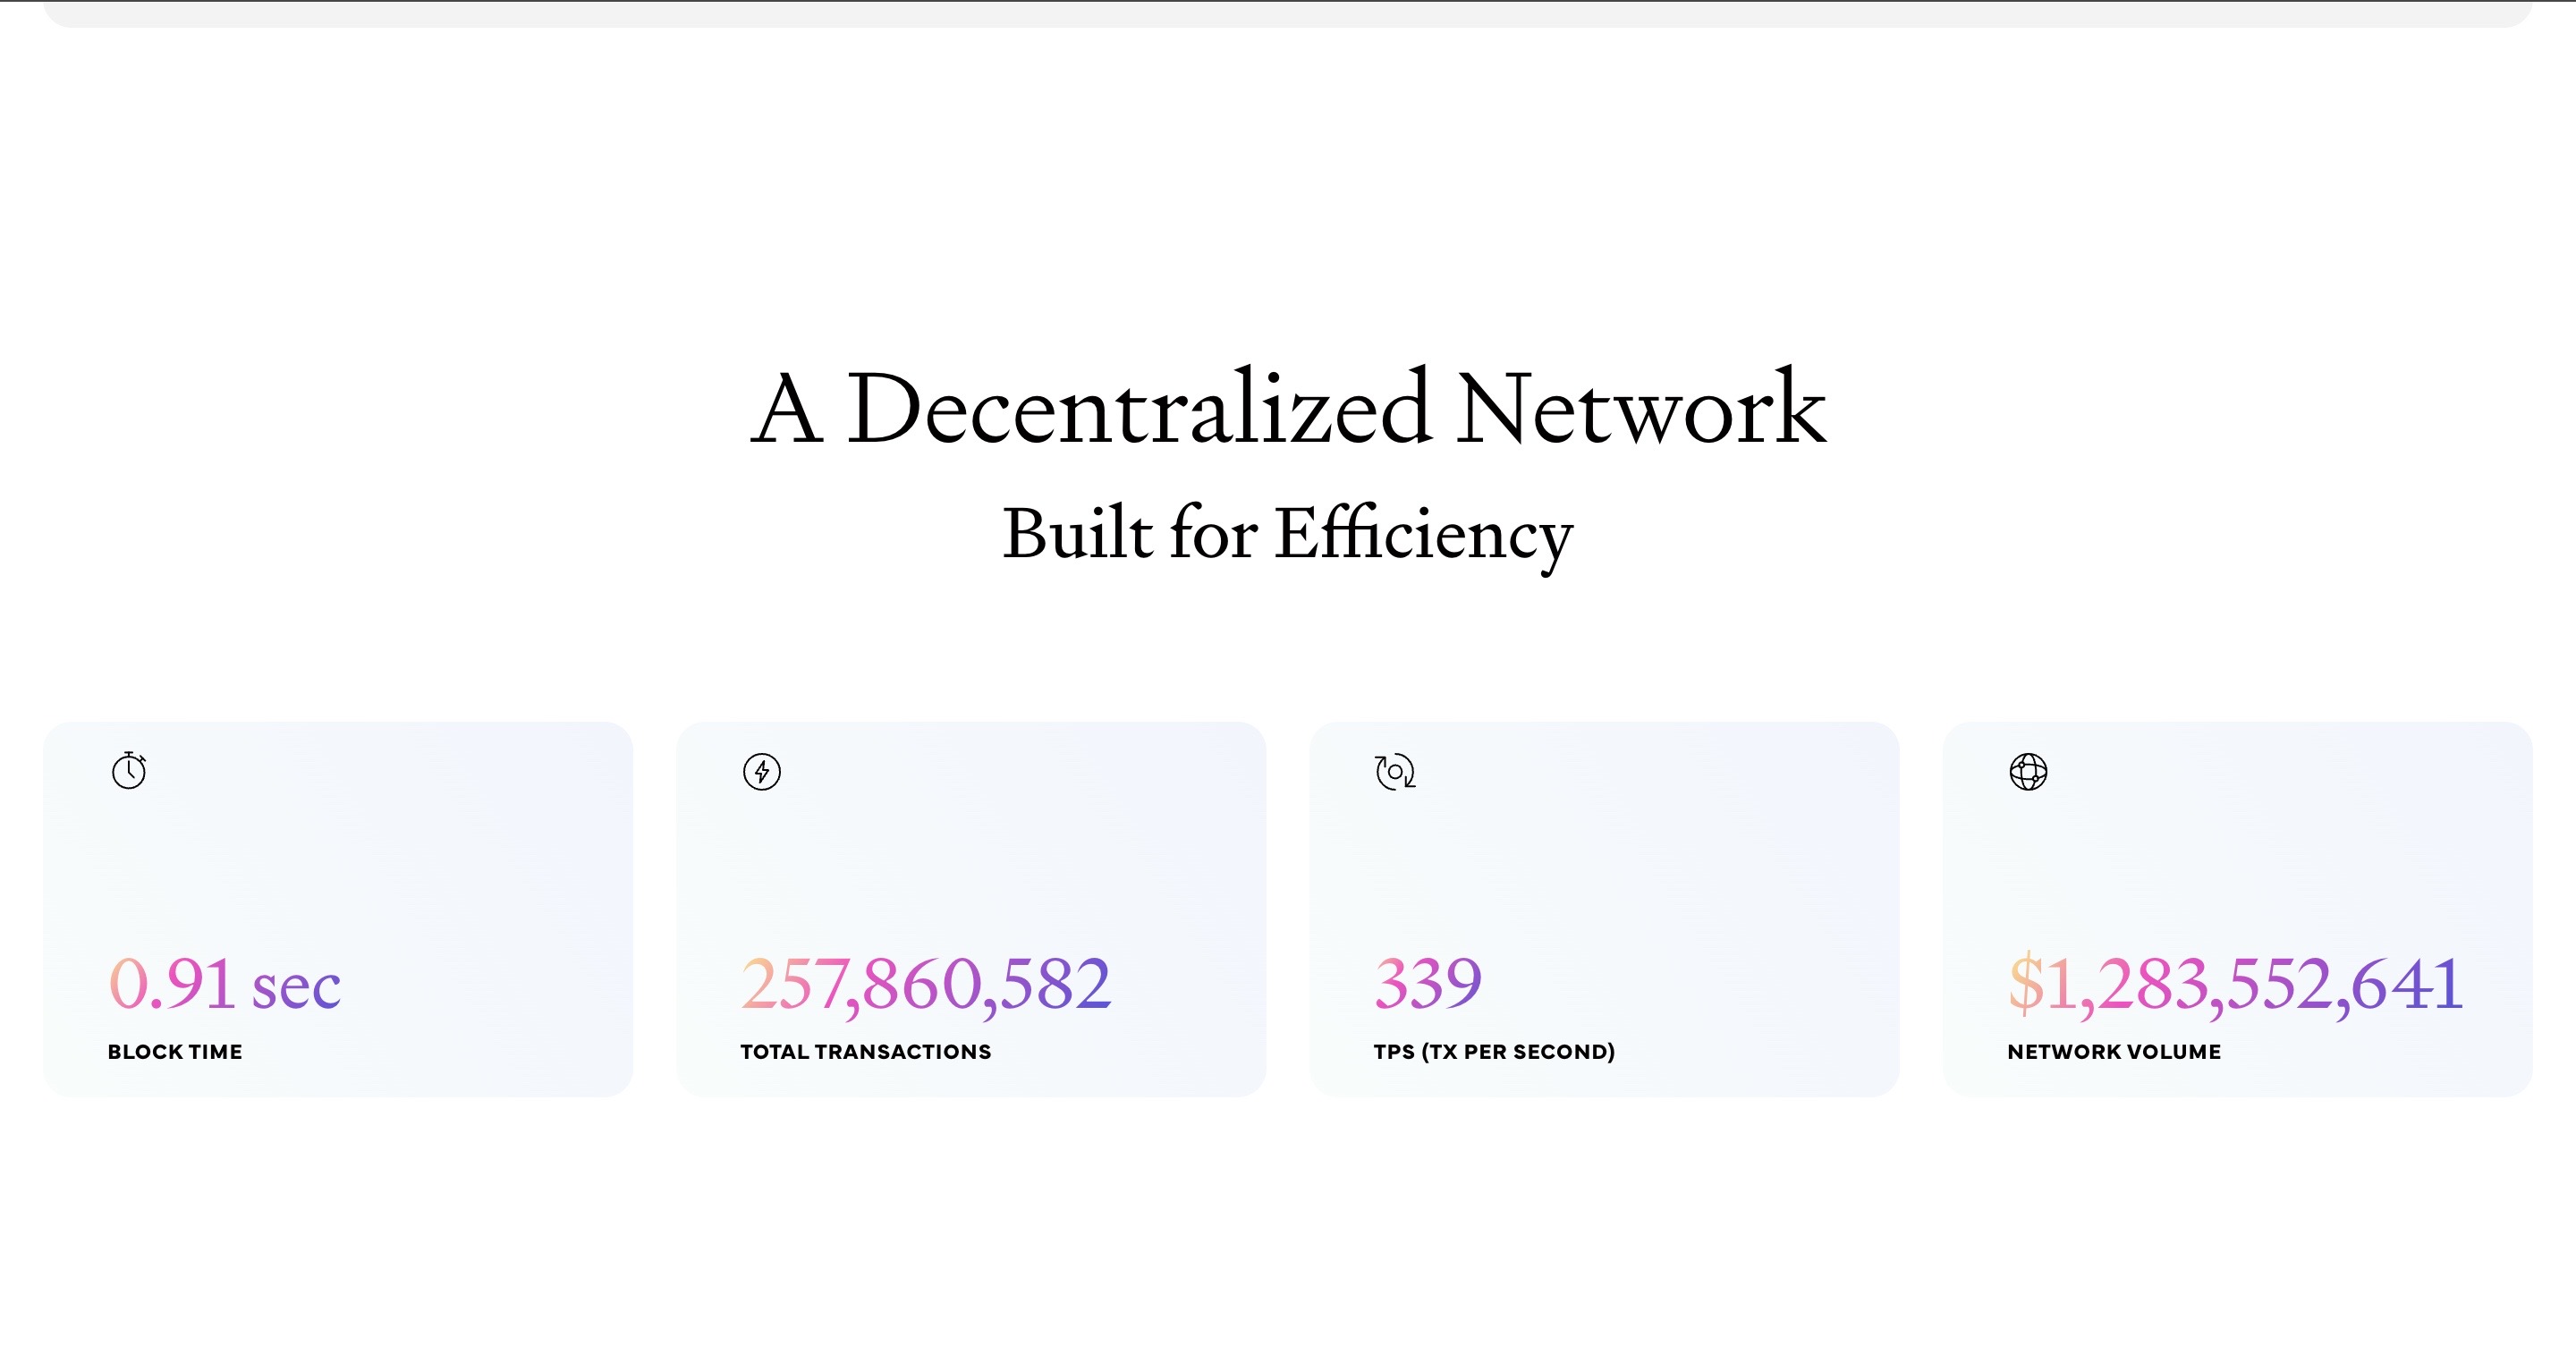 A Decentralized Network
Built for Efficiency
0.91 sec
BLOCK TIME
257,860,582
TOTAL TRANSACTIONS
339
TPS (TX PER SECOND)
$1,283,552,641
NETWORK VOLUME